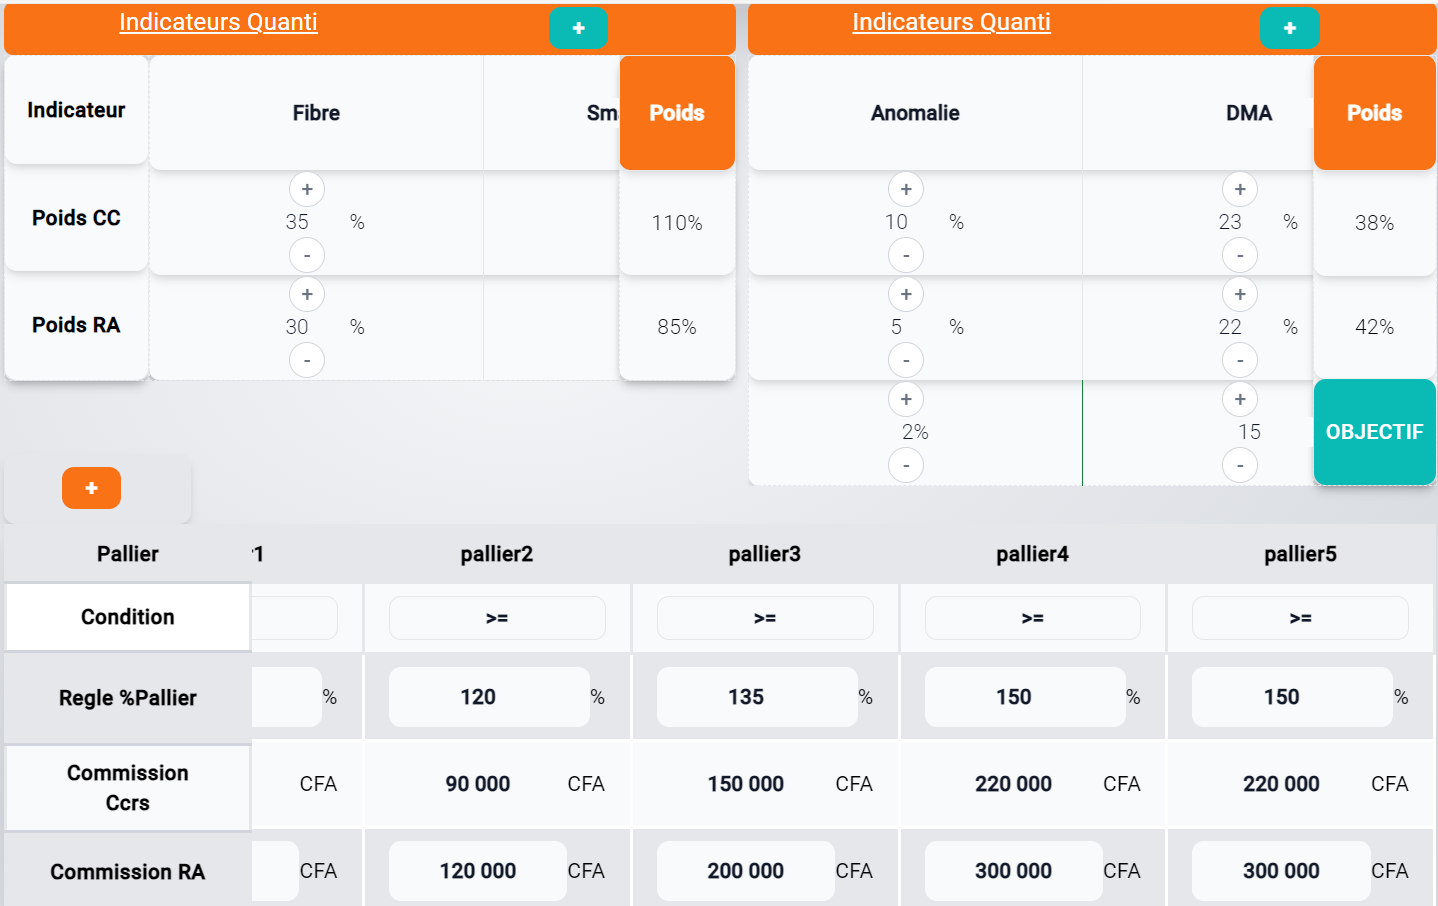 Indicateurs Quanti
+
Indicateur
Fibre
Poids
Poids CC
+
35 %
-
110%
Poids RA
+
30 %
-
85%
Indicateurs Quanti
+
Anomalie
DMA
Poids
+
10 %
-
+
23 %
-
38%
+
5 %
-
+
22 %
-
42%
+
2%
-
+
15
-
OBJECTIF
+
Pallier pallier2 pallier3 pallier4 pallier5
Condition >= >= >= >=
Regle %Pallier % 120 % 135 % 150 % 150 %
Commission
Ccrs
CFA 90 000 CFA 150 000 CFA 220 000 CFA 220 000 CFA
Commission RA CFA 120 000 CFA 200 000 CFA 300 000 CFA 300 000 CFA